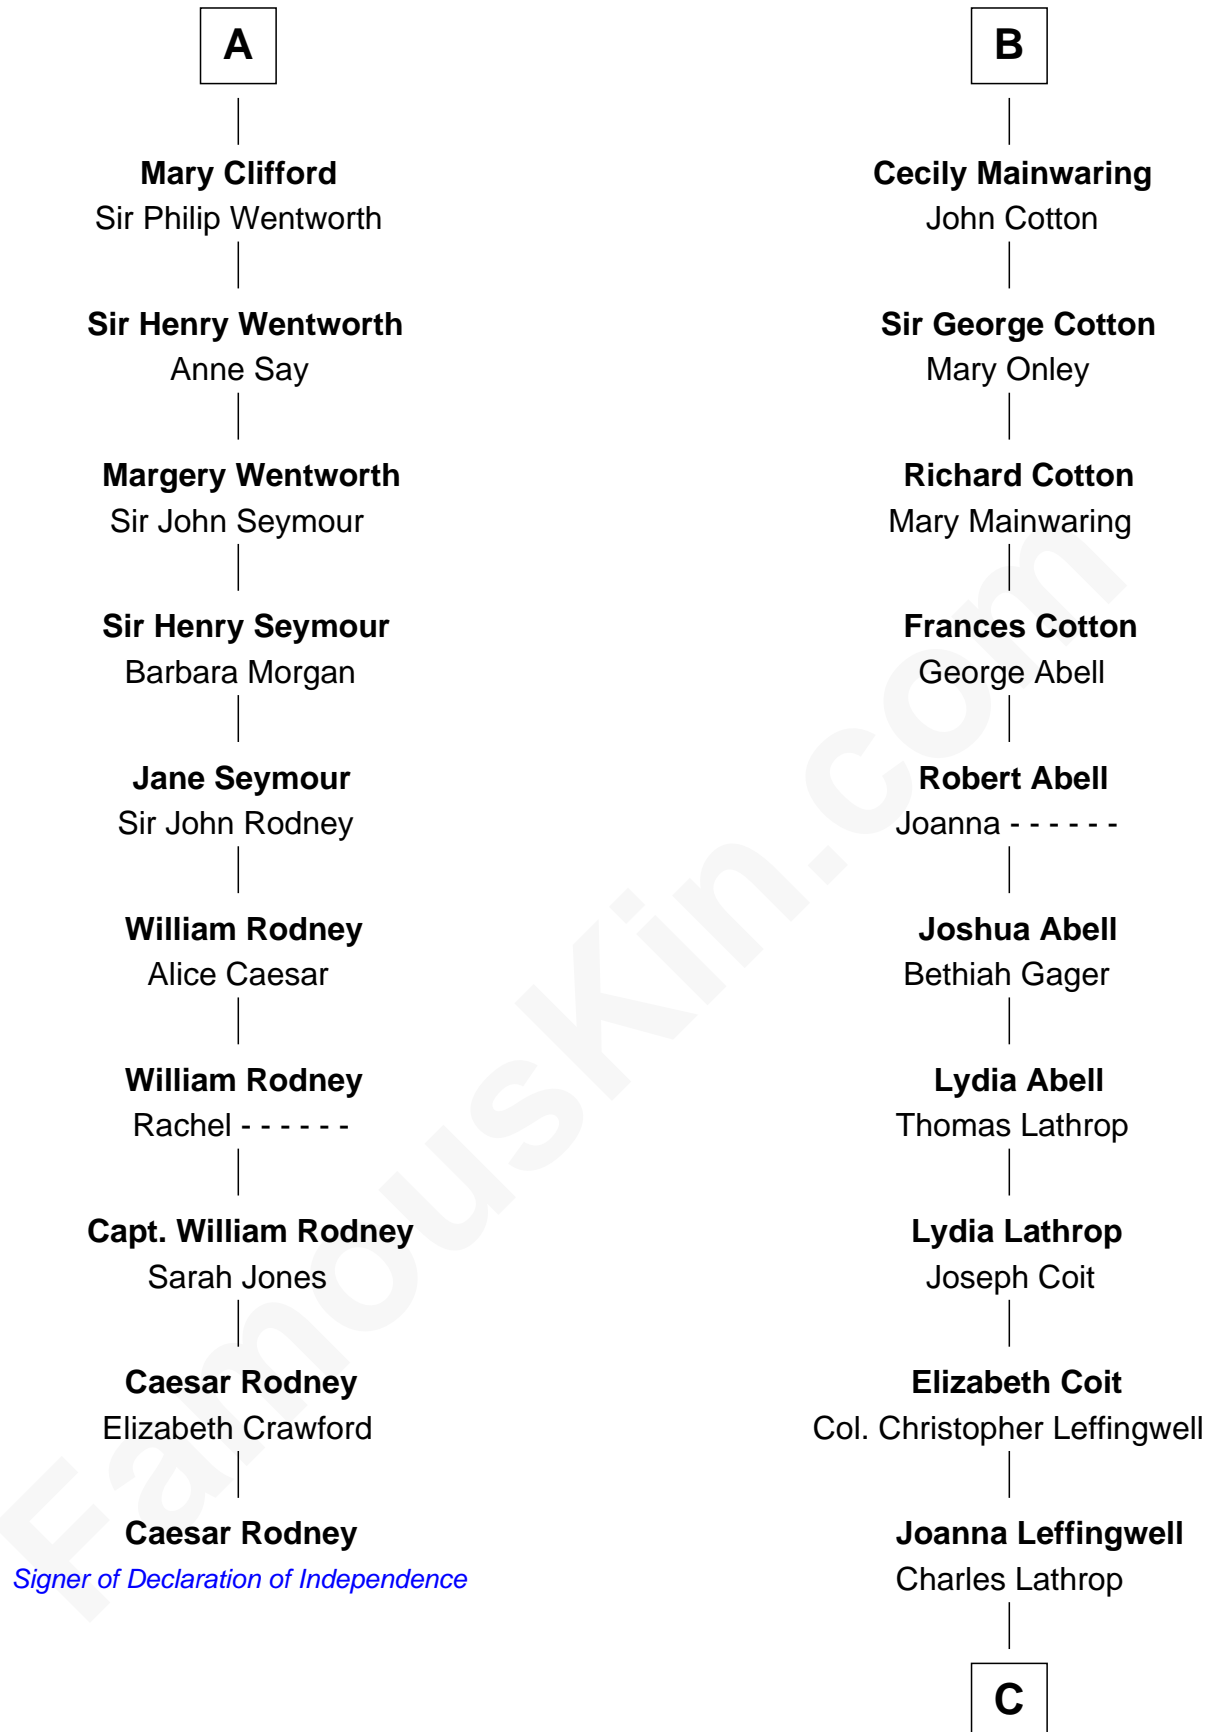 A
Mary Clifford
Sir Philip Wentworth
Sir Henry Wentworth
Anne Say
Margery Wentworth
Sir John Seymour
Sir Henry Seymour
Barbara Morgan
Jane Seymour
Sir John Rodney
William Rodney
Alice Caesar
William Rodney
Rachel - - - - - -
Capt. William Rodney
Sarah Jones
Caesar Rodney
Elizabeth Crawford
Caesar Rodney
Signer of Declaration of Independence
B
Cecily Mainwaring
John Cotton
Sir George Cotton
Mary Onley
Richard Cotton
Mary Mainwaring
Frances Cotton
George Abell
Robert Abell
Joanna - - - - - -
Joshua Abell
Bethiah Gager
Lydia Abell
Thomas Lathrop
Lydia Lathrop
Joseph Coit
Elizabeth Coit
Col. Christopher Leffingwell
Joanna Leffingwell
Charles Lathrop
C
FamousKin.com